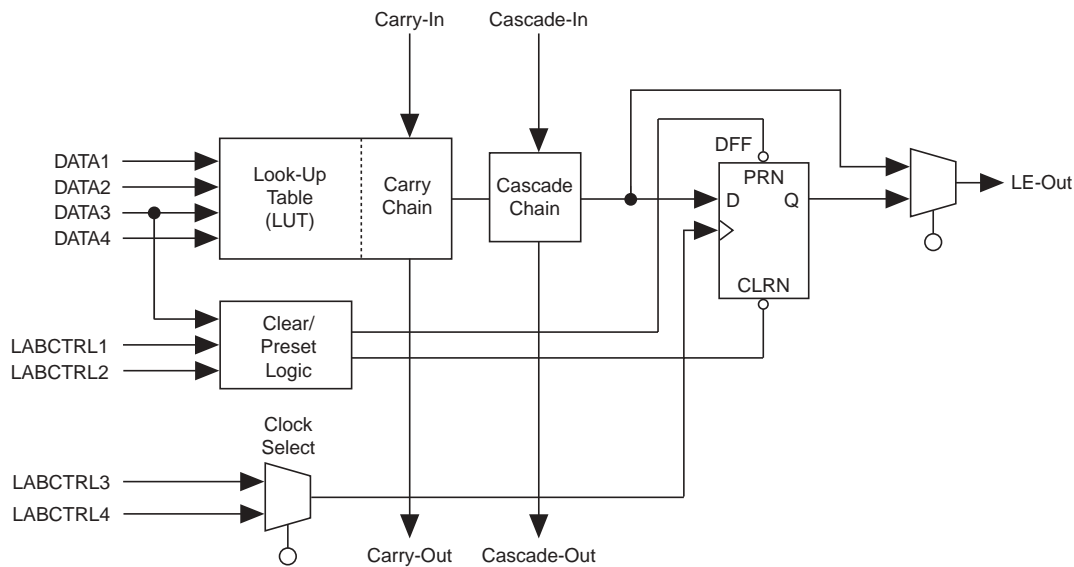 Carry-In
Cascade-In
DFF
DATA1
DATA2
DATA3
DATA4
Look-Up
Table
(LUT)
Carry
Chain
Cascade
Chain
PRN
D
Q
CLRN
LE-Out
LABCTRL1
LABCTRL2
Clear/
Preset
Logic
Clock
Select
LABCTRL3
LABCTRL4
Carry-Out
Cascade-Out